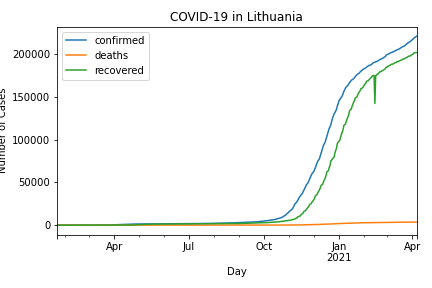 COVID-19 in Lithuania
confirmed
deaths
recovered
200000
150000
100000
50000
0
Number of Cases
Apr
Jul
Oct
Jan
2021
Apr
Day